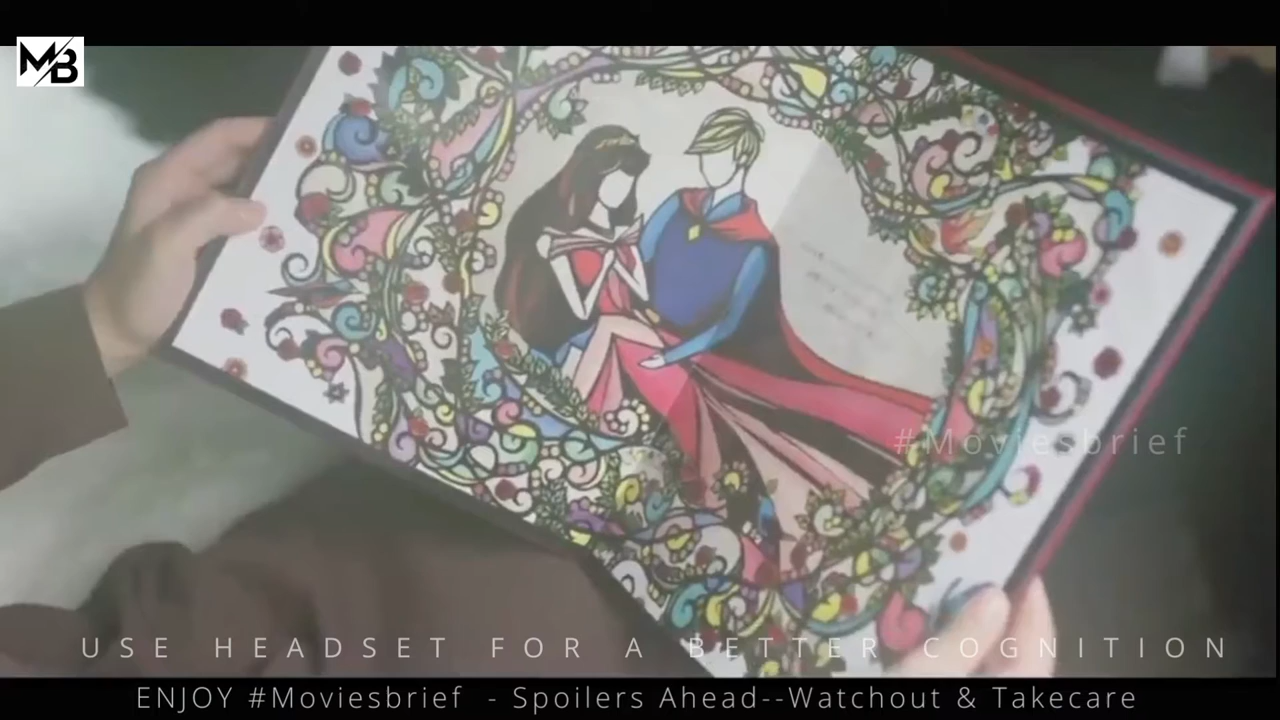 MB
#Moviesbrief
USE HEADSET FOR A BETTER COGNITION
ENJOY #Moviesbrief - Spoilers Ahead--Watchout & Takecare